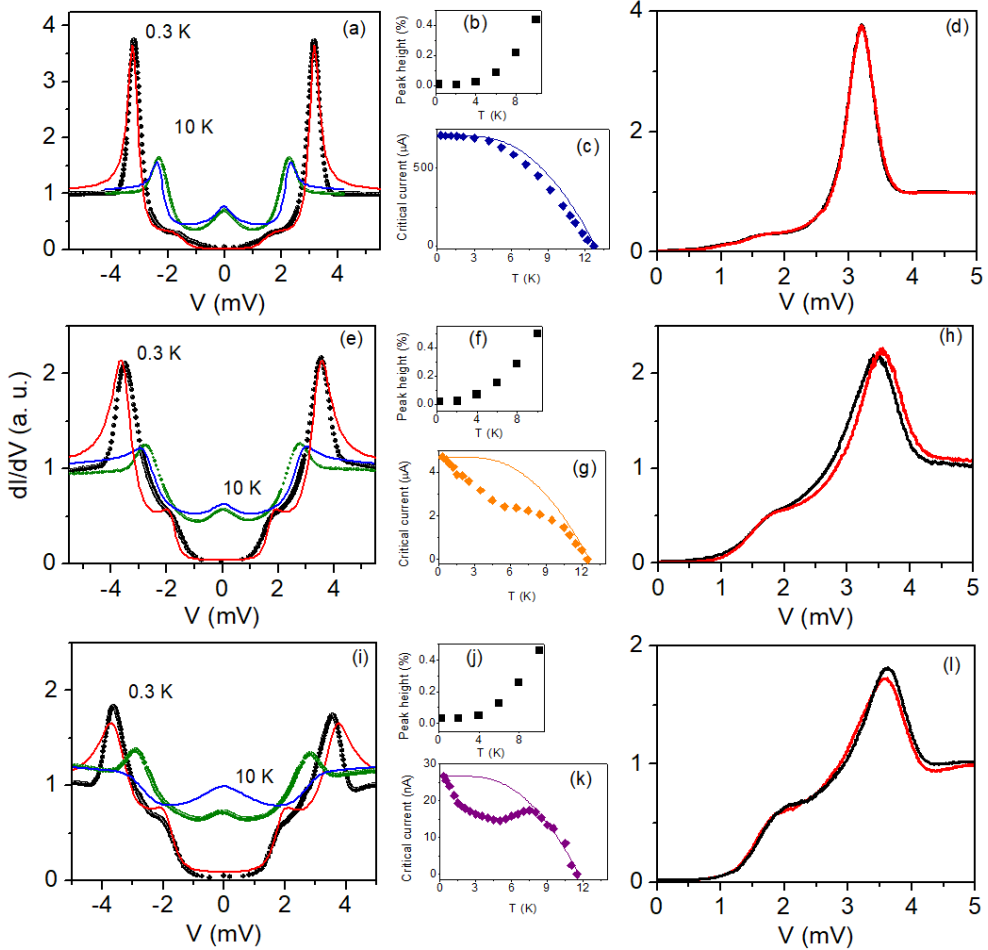 dI/dV (a. u.)
(a)
0.3 K
10 K
4
3
2
1
0
-4 -2 0 2 4
V (mV)
(b)
Peak height (%)
0.4
0.2
0.0
0 4 8
T (K)
(c)
Critical current (µA)
500
0
0 3 6 9 12
T (K)
(d)
4
2
0
0 1 2 3 4 5
V (mV)
(e)
0.3 K
10 K
2
1
0
-4 -2 0 2 4
V (mV)
(f)
Peak height (%)
0.4
0.2
0.0
0 4 8
T (K)
(g)
Critical current (µA)
4
2
0
0 3 6 9 12
T (K)
(h)
2
1
0
0 1 2 3 4 5
V (mV)
(i)
0.3 K
10 K
2
1
0
-4 -2 0 2 4
V (mV)
(j)
Peak height (%)
0.4
0.2
0.0
0 4 8
T (K)
(k)
Critical current (nA)
30
20
10
0
0 3 6 9 12
T (K)
(l)
2
1
0
0 1 2 3 4 5
V (mV)